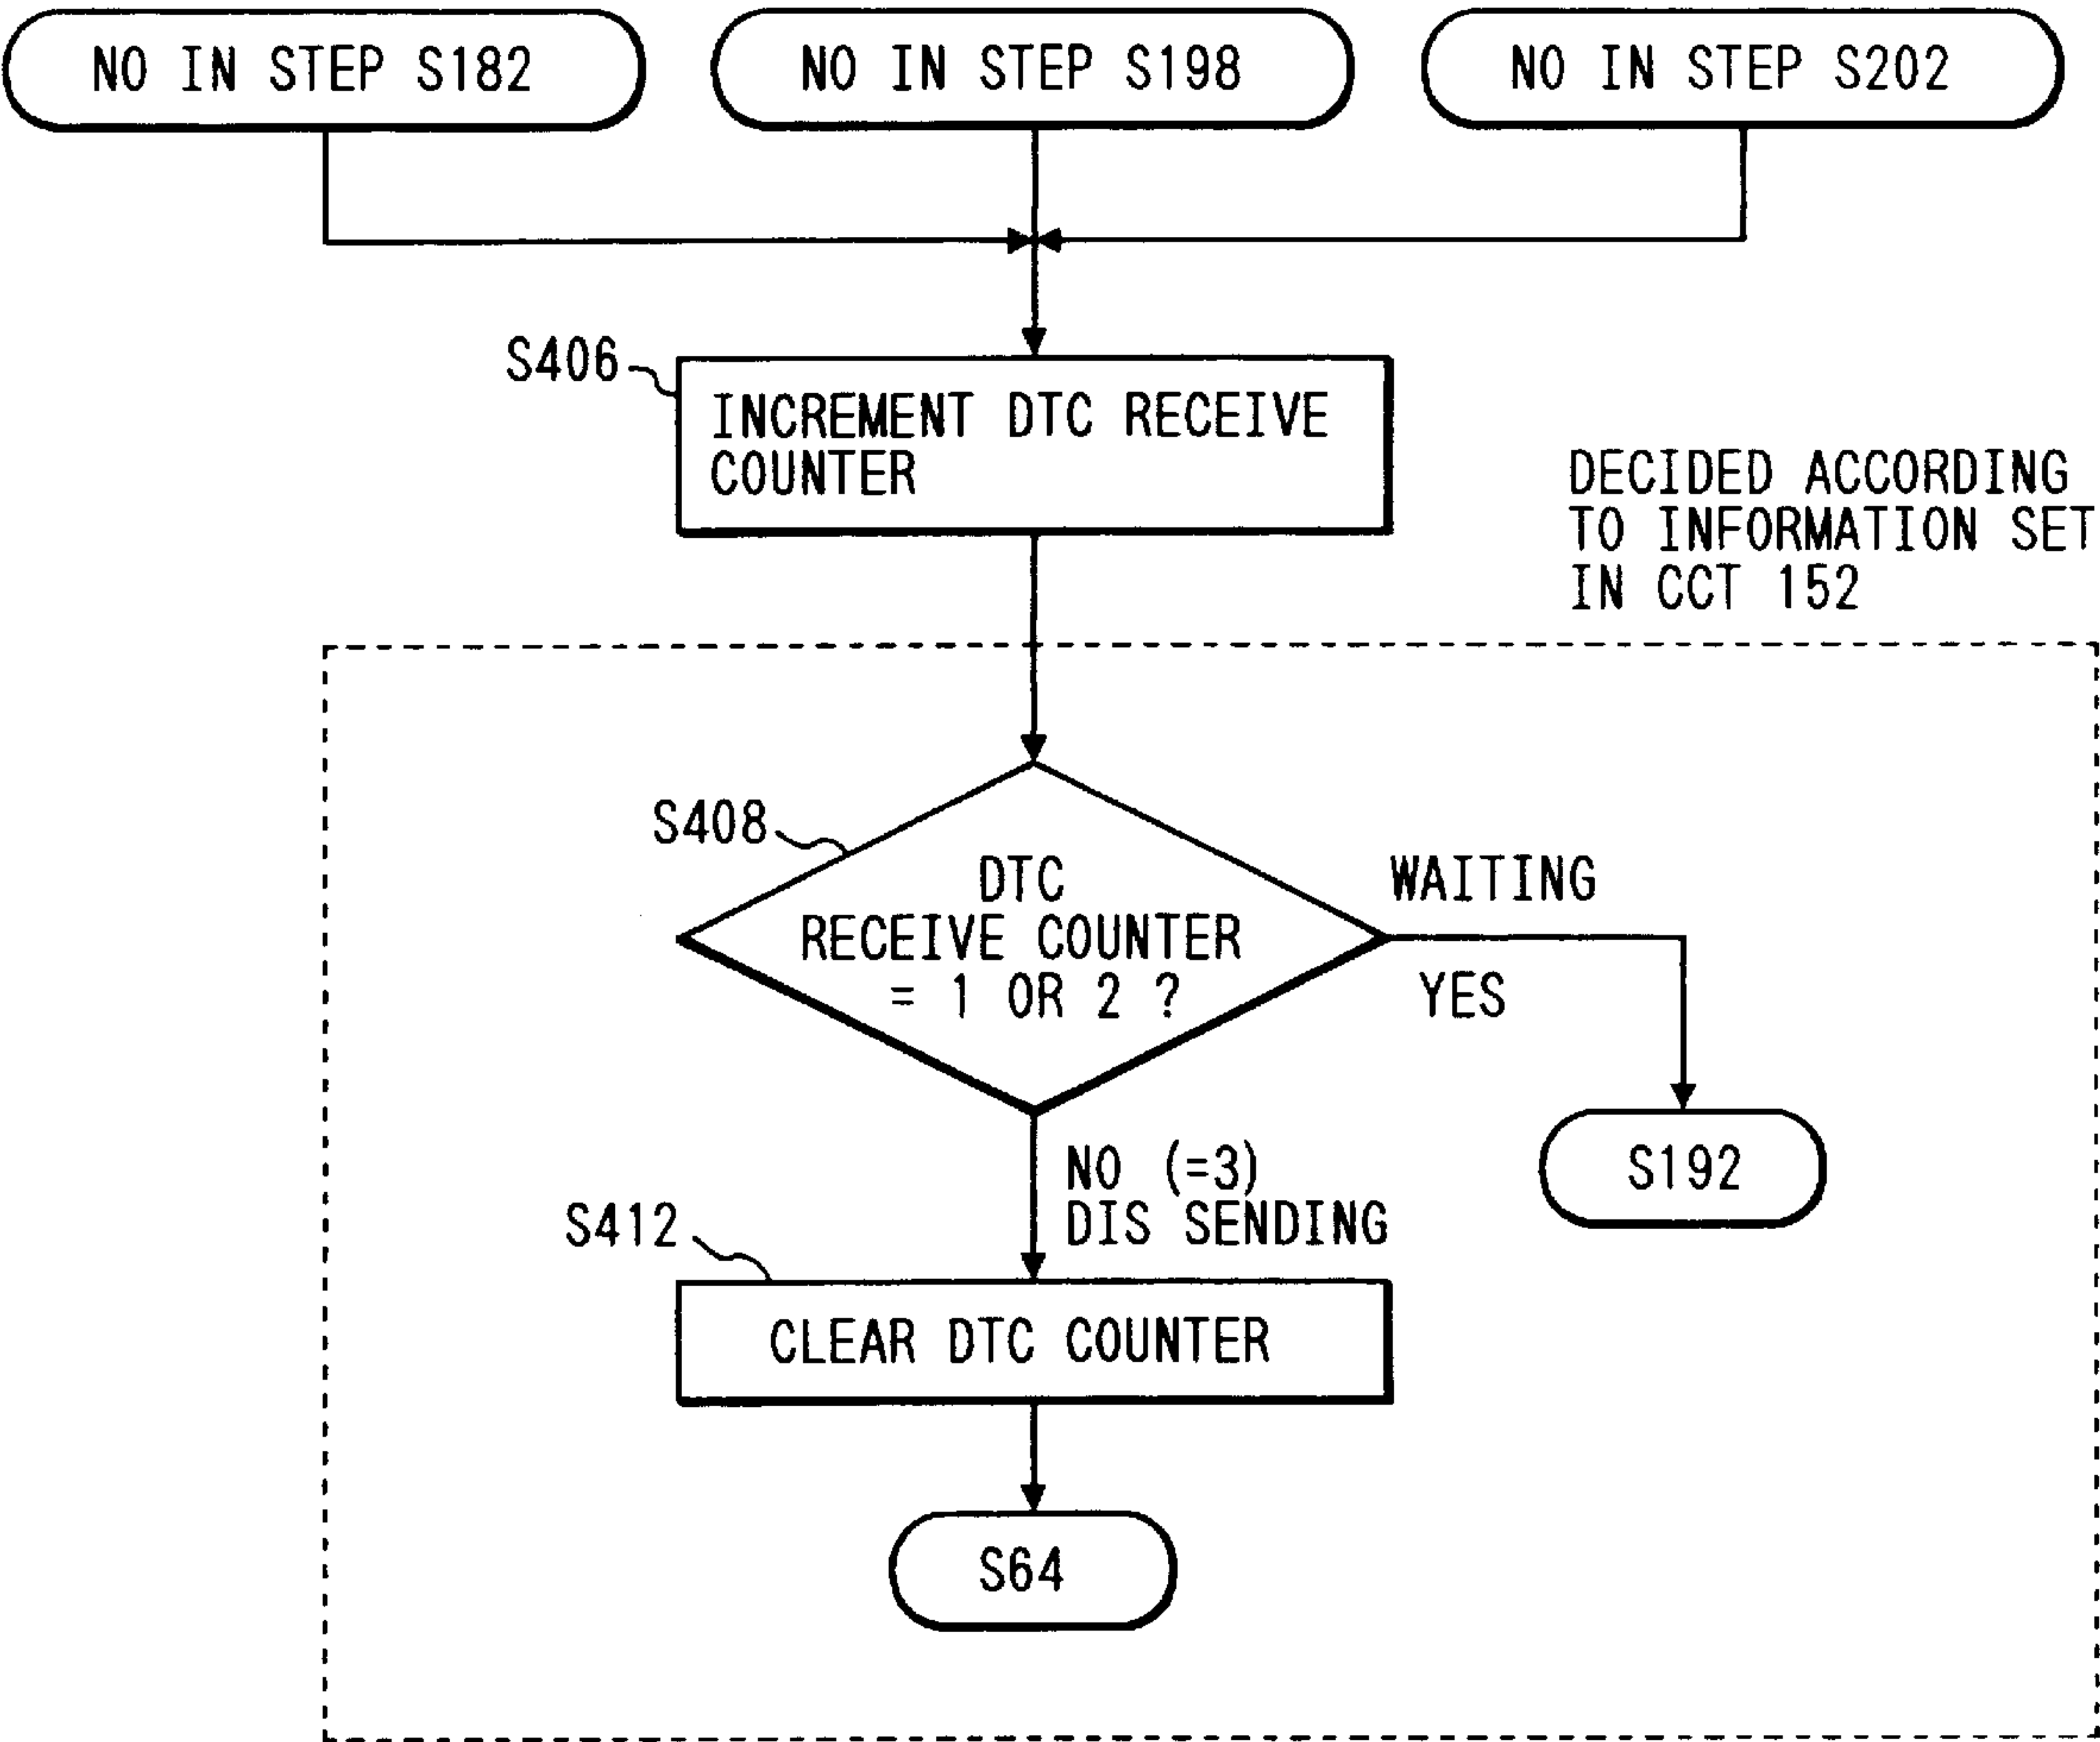 NO IN STEP S182
NO IN STEP S198
NO IN STEP S202
S406
INCREMENT DTC RECEIVE
COUNTER
DECIDED ACCORDING
TO INFORMATION SET
IN CCT 152
S408
DTC
RECEIVE COUNTER
= 1 OR 2 ?
WAITING
YES
S192
NO (=3)
DIS SENDING
S412
CLEAR DTC COUNTER
S64